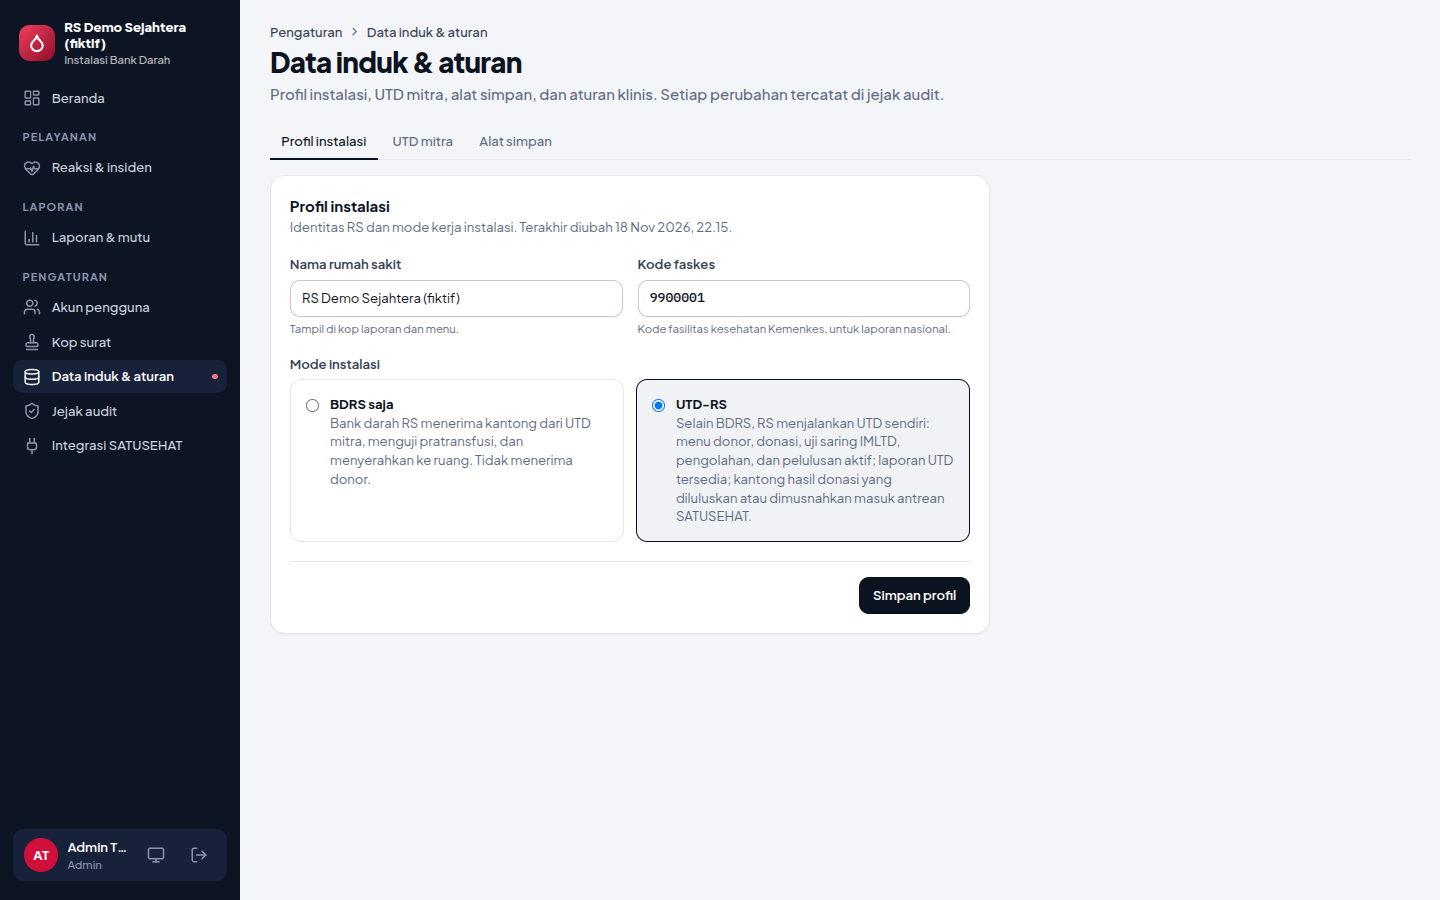 RS Demo Sejahtera
(fiktif)
Instalasi Bank Darah
Beranda
PELAYANAN
Reaksi & insiden
LAPORAN
Laporan & mutu
PENGATURAN
Akun pengguna
Kop surat
Data induk & aturan
Jejak audit
Integrasi SATUSEHAT
AT
Admin T...
Admin
Pengaturan > Data induk & aturan
Data induk & aturan
Profil instalasi, UTD mitra, alat simpan, dan aturan klinis. Setiap perubahan tercatat di jejak audit.
Profil instalasi UTD mitra Alat simpan
Profil instalasi
Identitas RS dan mode kerja instalasi. Terakhir diubah 18 Nov 2026, 22.15.
Nama rumah sakit
RS Demo Sejahtera (fiktif)
Tampil di kop laporan dan menu.
Kode faskes
9900001
Kode fasilitas kesehatan Kemenkes, untuk laporan nasional.
Mode instalasi
BDRS saja
Bank darah RS menerima kantong dari UTD
mitra, menguji pratransfusi, dan
menyerahkan ke ruang. Tidak menerima
donor.
UTD-RS
Selain BDRS, RS menjalankan UTD sendiri:
menu donor, donasi, uji saring IMLTD,
pengolahan, dan pelulusan aktif; laporan UTD
tersedia; kantong hasil donasi yang
diluluskan atau dimusnahkan masuk antrean
SATUSEHAT.
Simpan profil